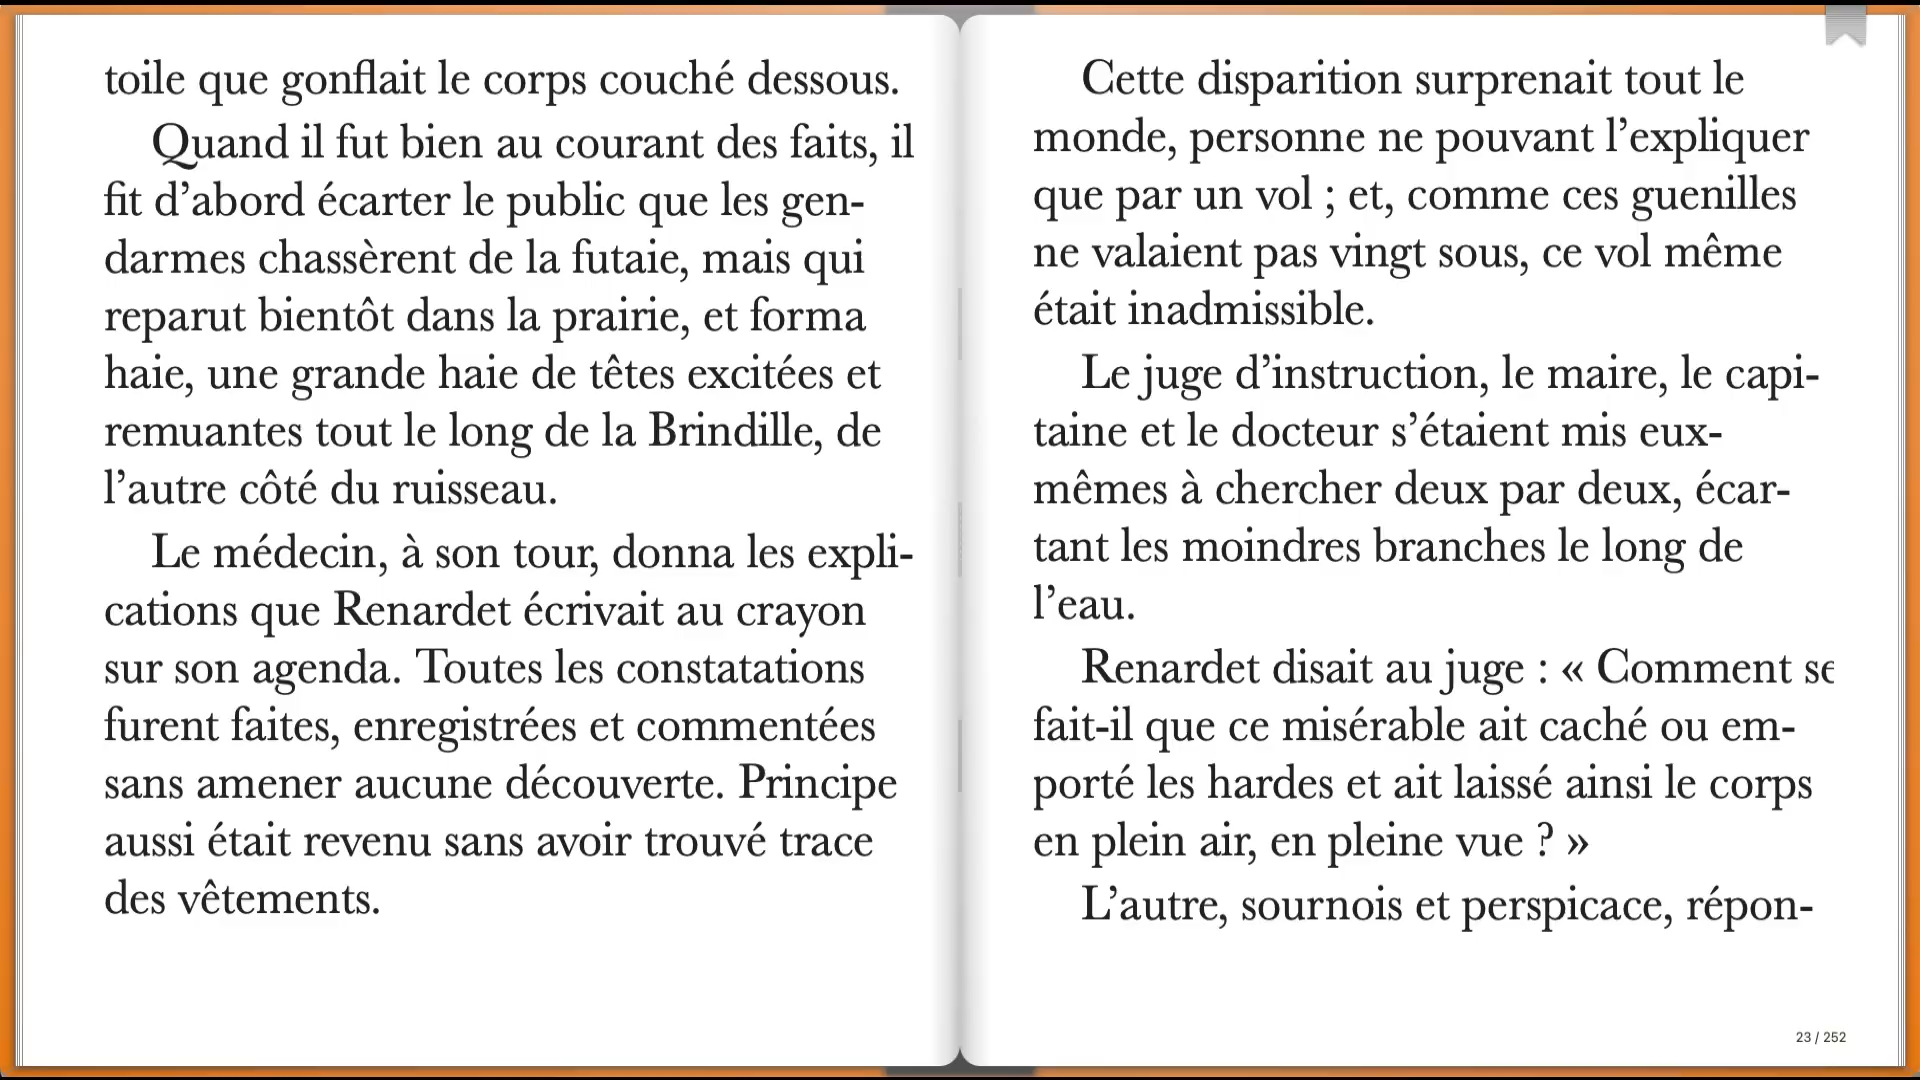 toile que gonflait le corps couché dessous.
Quand il fut bien au courant des faits, il
fit d’abord écarter le public que les gen-
darmes chassèrent de la futaie, mais qui
reparut bientôt dans la prairie, et forma
haie, une grande haie de têtes excitées et
remuantes tout le long de la Brindille, de
l’autre côté du ruisseau.
Le médecin, à son tour, donna les expli-
cations que Renardet écrivait au crayon
sur son agenda. Toutes les constatations
furent faites, enregistrées et commentées
sans amener aucune découverte. Principe
aussi était revenu sans avoir trouvé trace
des vêtements.
Cette disparition surprenait tout le
monde, personne ne pouvant l’expliquer
que par un vol ; et, comme ces guenilles
ne valaient pas vingt sous, ce vol même
était inadmissible.
Le juge d’instruction, le maire, le capi-
taine et le docteur s’étaient mis eux-
mêmes à chercher deux par deux, écar-
tant les moindres branches le long de
l’eau.
Renardet disait au juge : « Comment se
fait-il que ce misérable ait caché ou em-
porté les hardes et ait laissé ainsi le corps
en plein air, en pleine vue ? »
L’autre, sournois et perspicace, répon-
23 / 252